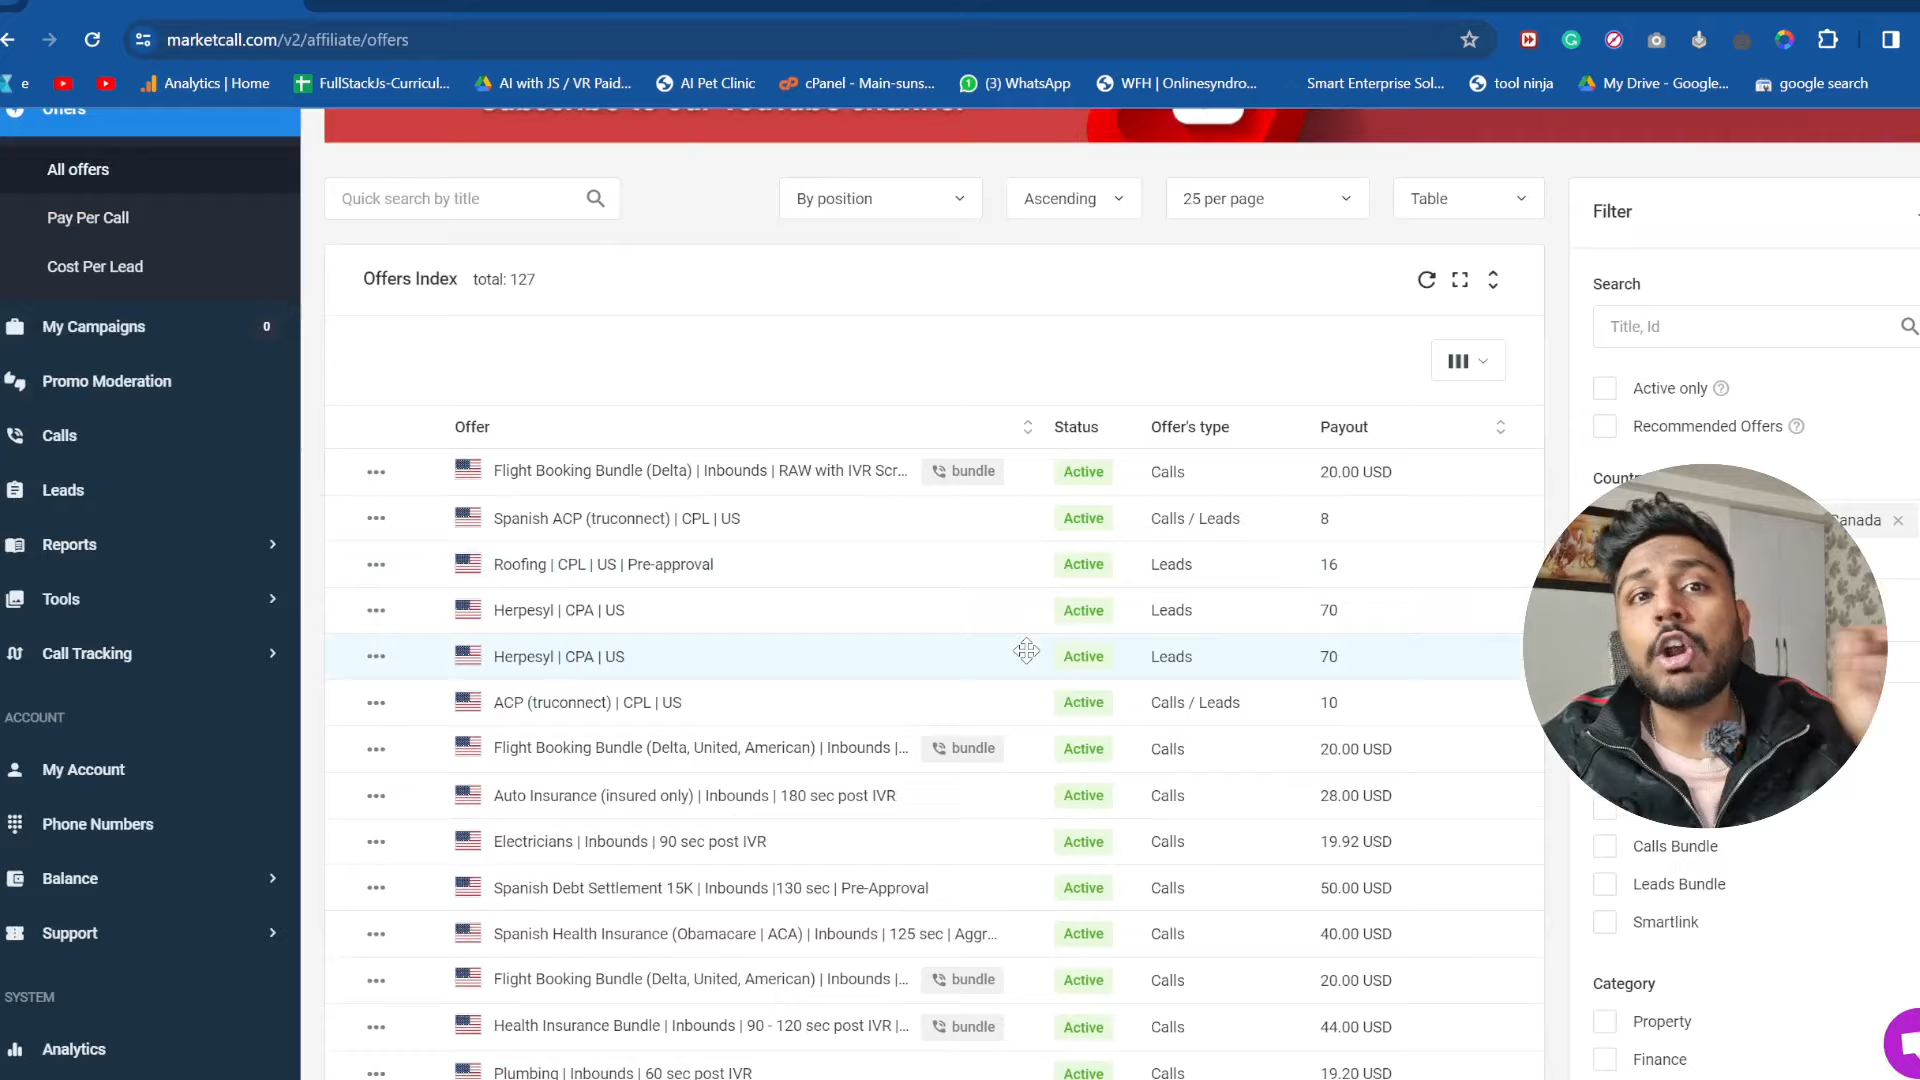 marketcall.com/v2/affiliate/offers
e
Analytics | Home
FullStackJs-Curricul...
AI with JS / VR Paid...
AI Pet Clinic
cPanel - Main-suns...
(3) WhatsApp
WFH | Onlinesyndro...
Smart Enterprise Sol...
tool ninja
My Drive - Google...
google search
Offers
Subscribe to our YouTube channel
All offers
Pay Per Call
Cost Per Lead
My Campaigns 0
Promo Moderation
Calls
Leads
Reports
Tools
Call Tracking
ACCOUNT
My Account
Phone Numbers
Balance
Support
SYSTEM
Analytics
Quick search by title
By position
Ascending
25 per page
Table
Offers Index total: 127
Offer Status Offer's type Payout
Flight Booking Bundle (Delta) | Inbounds | RAW with IVR Scr... bundle Active Calls 20.00 USD
Spanish ACP (truconnect) | CPL | US Active Calls / Leads 8
Roofing | CPL | US | Pre-approval Active Leads 16
Herpesyl | CPA | US Active Leads 70
Herpesyl | CPA | US Active Leads 70
ACP (truconnect) | CPL | US Active Calls / Leads 10
Flight Booking Bundle (Delta, United, American) | Inbounds |... bundle Active Calls 20.00 USD
Auto Insurance (insured only) | Inbounds | 180 sec post IVR Active Calls 28.00 USD
Electricians | Inbounds | 90 sec post IVR Active Calls 19.92 USD
Spanish Debt Settlement 15K | Inbounds |130 sec | Pre-Approval Active Calls 50.00 USD
Spanish Health Insurance (Obamacare | ACA) | Inbounds | 125 sec | Aggr... Active Calls 40.00 USD
Flight Booking Bundle (Delta, United, American) | Inbounds |... bundle Active Calls 20.00 USD
Health Insurance Bundle | Inbounds | 90 - 120 sec post IVR |... bundle Active Calls 44.00 USD
Plumbing | Inbounds | 60 sec post IVR Active Calls 19.20 USD
Filter
Search
Title, Id
Active only
Recommended Offers
Canada
Calls Bundle
Leads Bundle
Smartlink
Category
Property
Finance